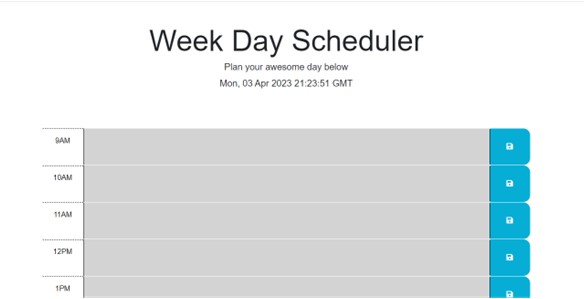 Week Day Scheduler
Plan your awesome day below
Mon, 03 Apr 2023 21:23:51 GMT
9AM
10AM
11AM
12PM
1PM